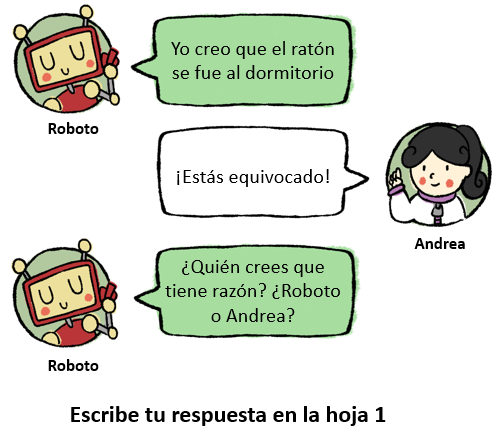 Yo creo que el ratón
se fue al dormitorio
Roboto
¡Estás equivocado!
Andrea
¿Quién crees que
tiene razón? ¿Roboto
o Andrea?
Roboto
Escribe tu respuesta en la hoja 1